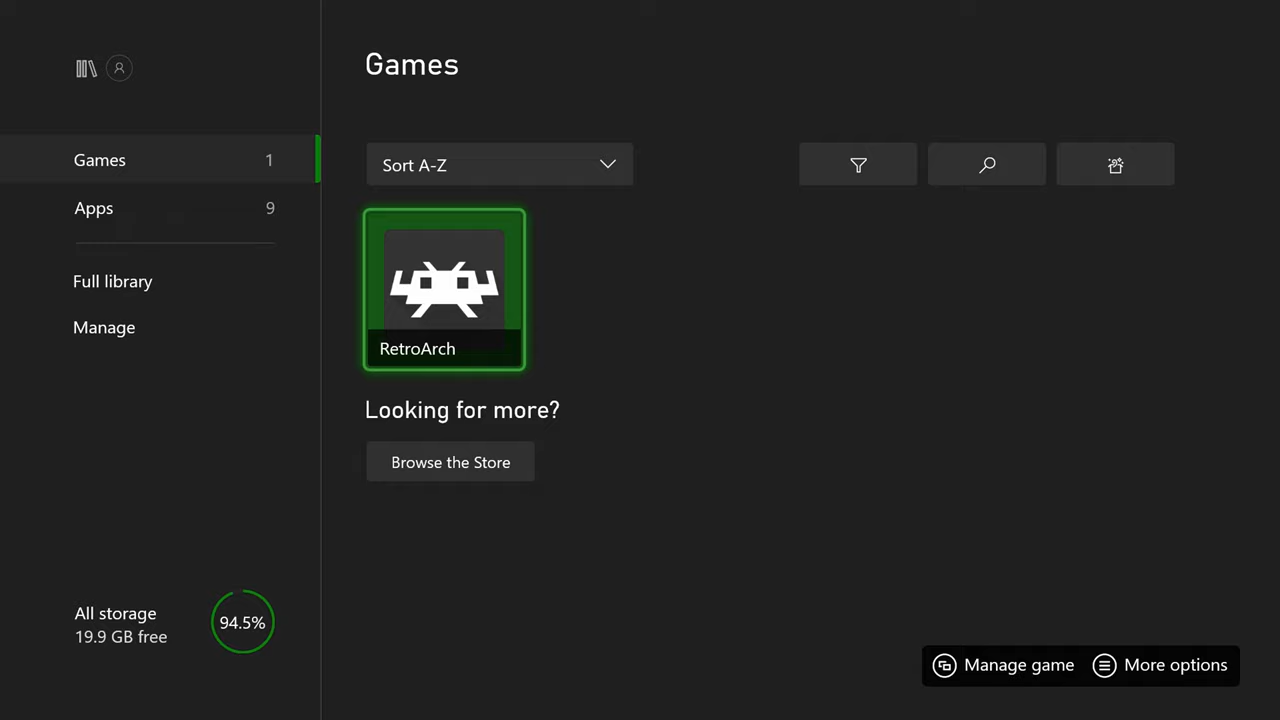 Games
Games 1
Apps 9
Full library
Manage
All storage
19.9 GB free
94.5%
Sort A-Z
RetroArch
Looking for more?
Browse the Store
Manage game
More options